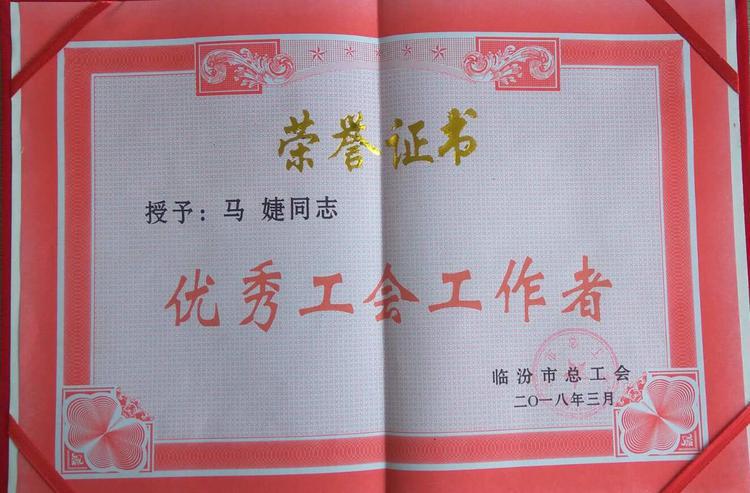 荣誉证书
授予：马 婕同志
优秀工会工作者
临汾市总工会
二〇一八年三月